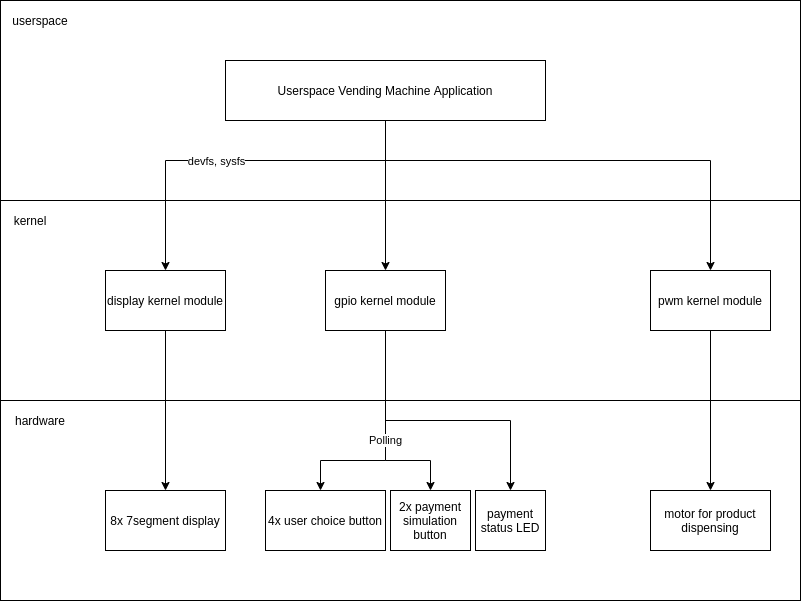 userspace
Userspace Vending Machine Application
devfs, sysfs
kernel
display kernel module
gpio kernel module
pwm kernel module
hardware
Polling
8x 7segment display
4x user choice button
2x payment
simulation
button
payment
status LED
motor for product
dispensing